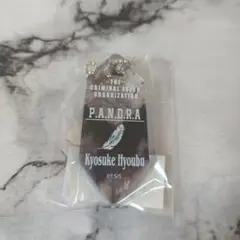 THE
CRIMINAL ESPER
ORGANIZATION
P.A.N.D.R.A
Kyosuke Hyoubu